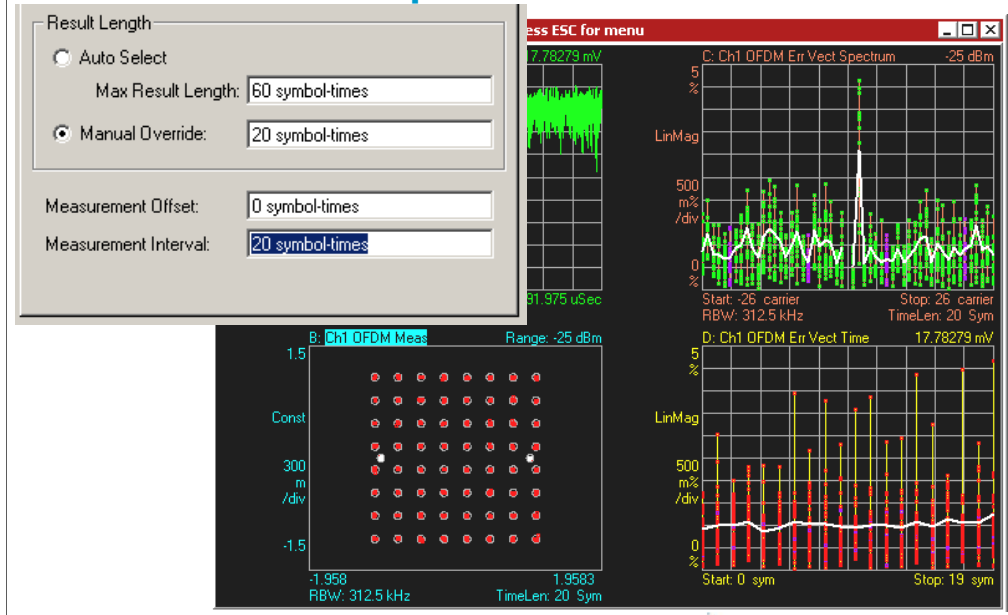 Result Length
Auto Select
Max Result Length: 60 symbol-times
Manual Override: 20 symbol-times
Measurement Offset: 0 symbol-times
Measurement Interval: 20 symbol-times
ess ESC for menu
7.78279 mV
91.975 uSec
C: Ch1 OFDM Err Vect Spectrum -25 dBm
5
%
LinMag
500
m%
/div
0
%
Start: -26 carrier Stop: 26 carrier
RBW: 312.5 kHz TimeLen: 20 Sym
B: Ch1 OFDM Meas Range: -25 dBm
1.5
Const
300
m
/div
-1.5
-1.958 1.9583
RBW: 312.5 kHz TimeLen: 20 Sym
D: Ch1 OFDM Err Vect Time 17.78279 mV
5
%
LinMag
500
m%
/div
0
%
Start: 0 sym Stop: 19 sym